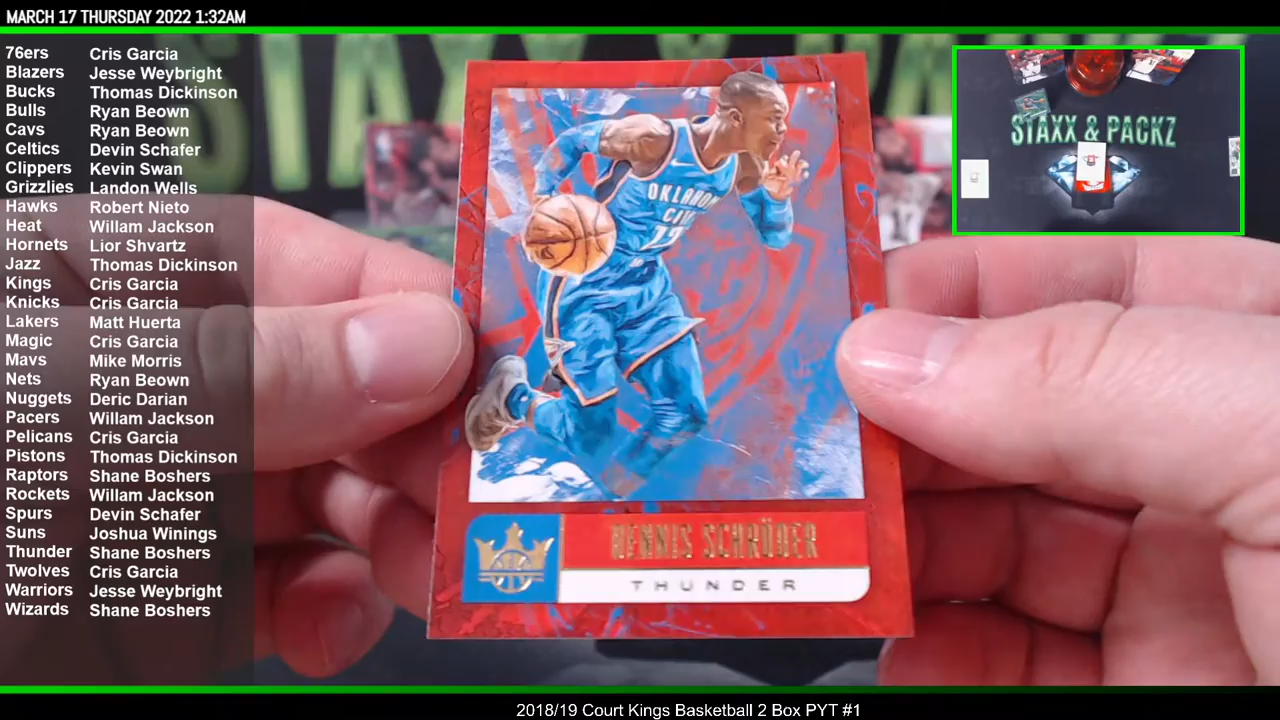 MARCH 17 THURSDAY 2022 1:32AM
76ers Cris Garcia
Blazers Jesse Weybright
Bucks Thomas Dickinson
Bulls Ryan Beown
Cavs Ryan Beown
Celtics Devin Schafer
Clippers Kevin Swan
Grizzlies Landon Wells
Hawks Robert Nieto
Heat Willam Jackson
Hornets Lior Shvartz
Jazz Thomas Dickinson
Kings Cris Garcia
Knicks Cris Garcia
Lakers Matt Huerta
Magic Cris Garcia
Mavs Mike Morris
Nets Ryan Beown
Nuggets Deric Darian
Pacers Willam Jackson
Pelicans Cris Garcia
Pistons Thomas Dickinson
Raptors Shane Boshers
Rockets Willam Jackson
Spurs Devin Schafer
Suns Joshua Winings
Thunder Shane Boshers
Twolves Cris Garcia
Warriors Jesse Weybright
Wizards Shane Boshers
STAXX & PACKZ
OKLAHOM
CI
17
DENNIS SCHRÖDER
THUNDER
2018/19 Court Kings Basketball 2 Box PYT #1